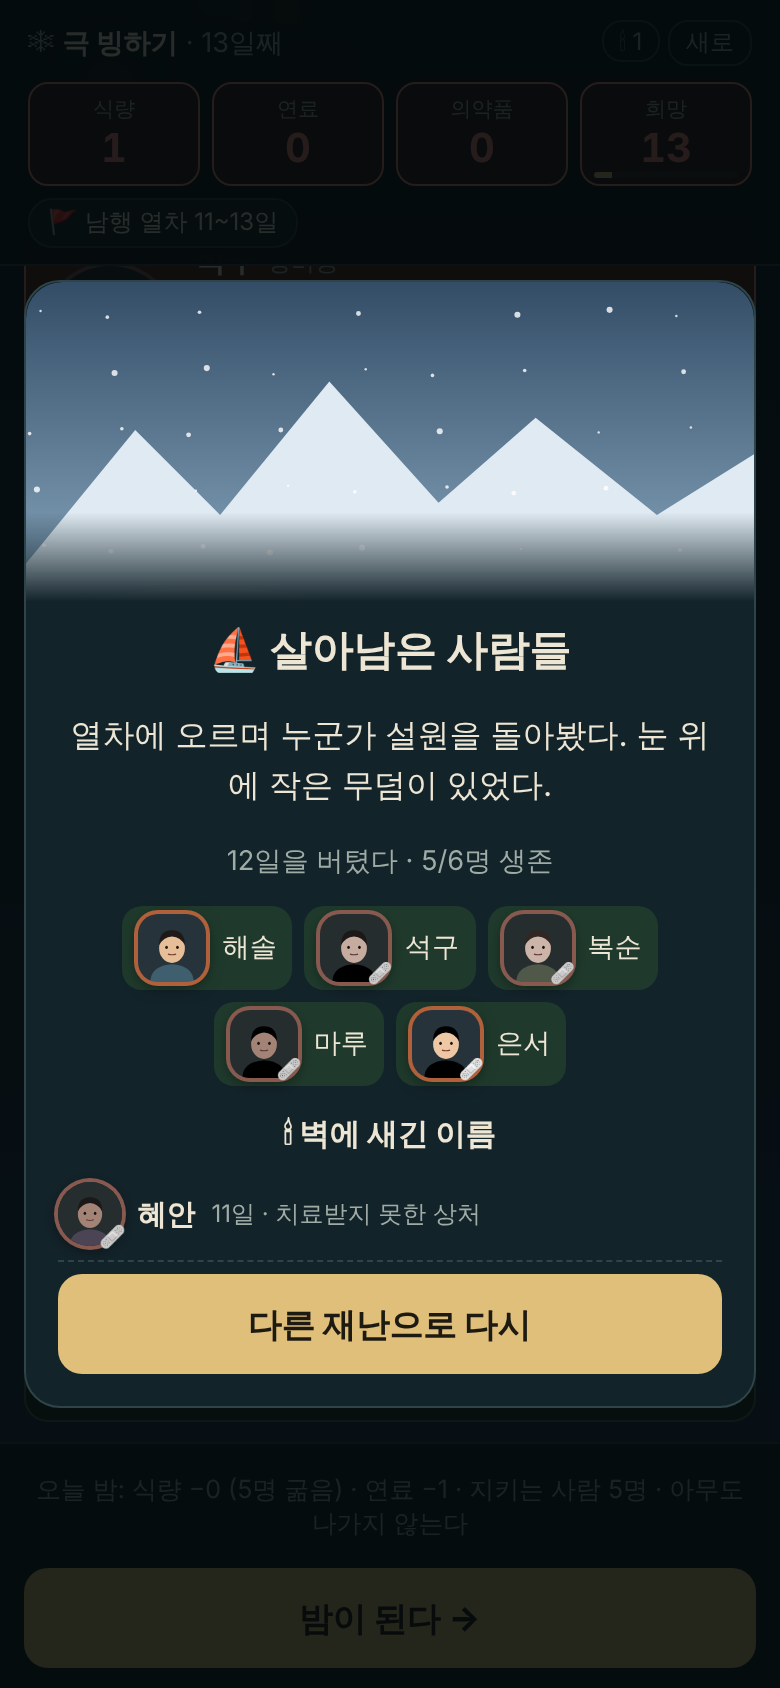 ❄ 극 빙하기 · 13일째
🕯 1
새로
식량
1
연료
0
의약품
0
희망
13
🚩 남행 열차 11~13일
⛵ 살아남은 사람들
열차에 오르며 누군가 설원을 돌아봤다. 눈 위
에 작은 무덤이 있었다.
12일을 버텼다 · 5/6명 생존
해솔
석구
복순
마루
은서
🕯 벽에 새긴 이름
혜안 11일 · 치료받지 못한 상처
다른 재난으로 다시
오늘 밤: 식량 −0 (5명 굶음) · 연료 −1 · 지키는 사람 5명 · 아무도
나가지 않는다
밤이 된다 →